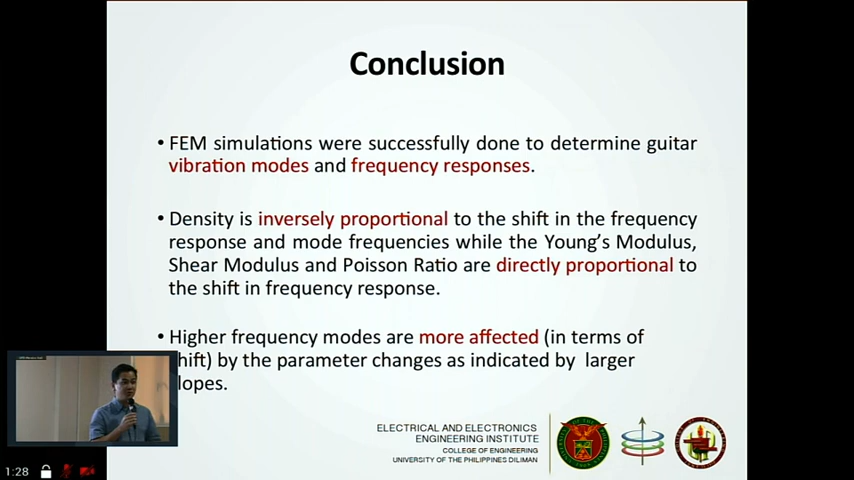 Conclusion
• FEM simulations were successfully done to determine guitar
vibration modes and frequency responses.
• Density is inversely proportional to the shift in the frequency
response and mode frequencies while the Young's Modulus,
Shear Modulus and Poisson Ratio are directly proportional to
the shift in frequency response.
• Higher frequency modes are more affected (in terms of
hift) by the parameter changes as indicated by larger
lopes.
ELECTRICAL AND ELECTRONICS
ENGINEERING INSTITUTE
COLLEGE OF ENGINEERING
UNIVERSITY OF THE PHILIPPINES DILIMAN
1:28